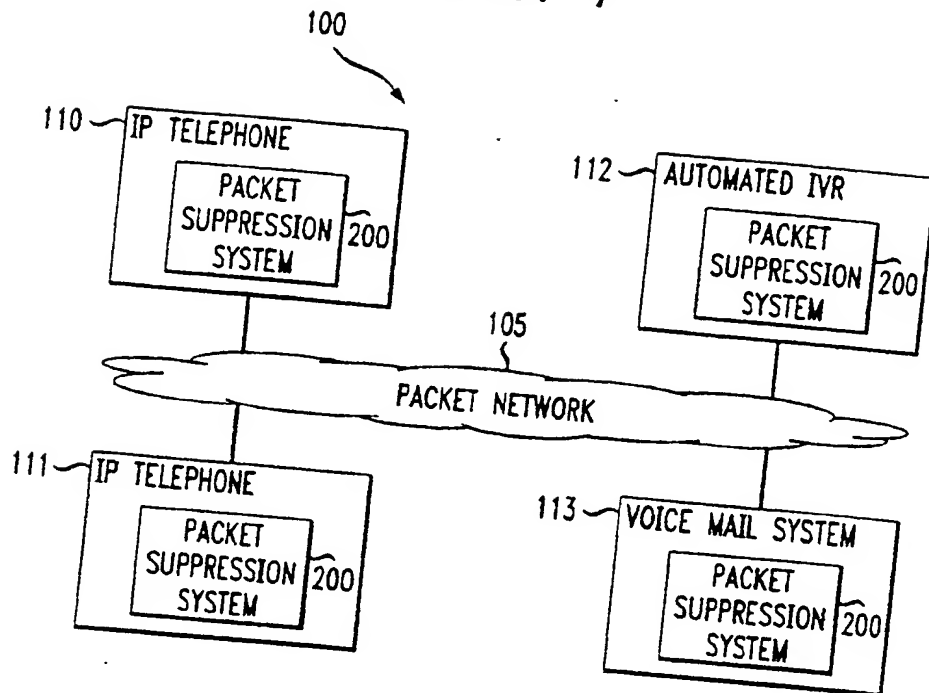 100
110
IP TELEPHONE
PACKET
SUPPRESSION
SYSTEM
200
112
AUTOMATED IVR
PACKET
SUPPRESSION
SYSTEM
200
105
PACKET NETWORK
111
IP TELEPHONE
PACKET
SUPPRESSION
SYSTEM
200
113
VOICE MAIL SYSTEM
PACKET
SUPPRESSION
SYSTEM
200